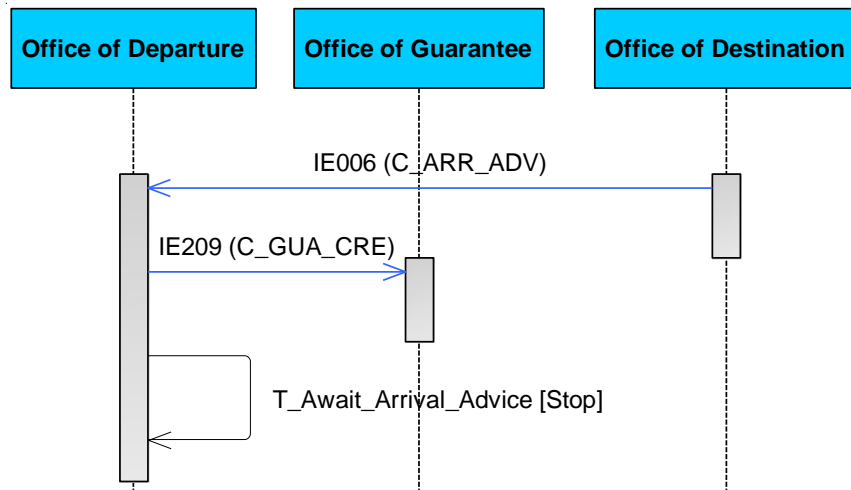 Office of Departure
Office of Guarantee
Office of Destination
IE006 (C_ARR_ADV)
IE209 (C_GUA_CRE)
T_Await_Arrival_Advice [Stop]